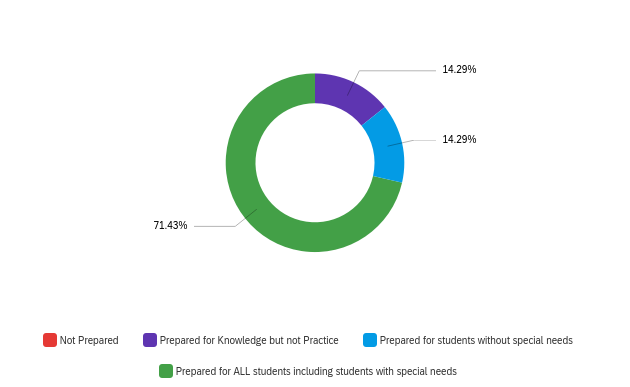 14.29%
14.29%
71.43%
Not Prepared
Prepared for Knowledge but not Practice
Prepared for students without special needs
Prepared for ALL students including students with special needs